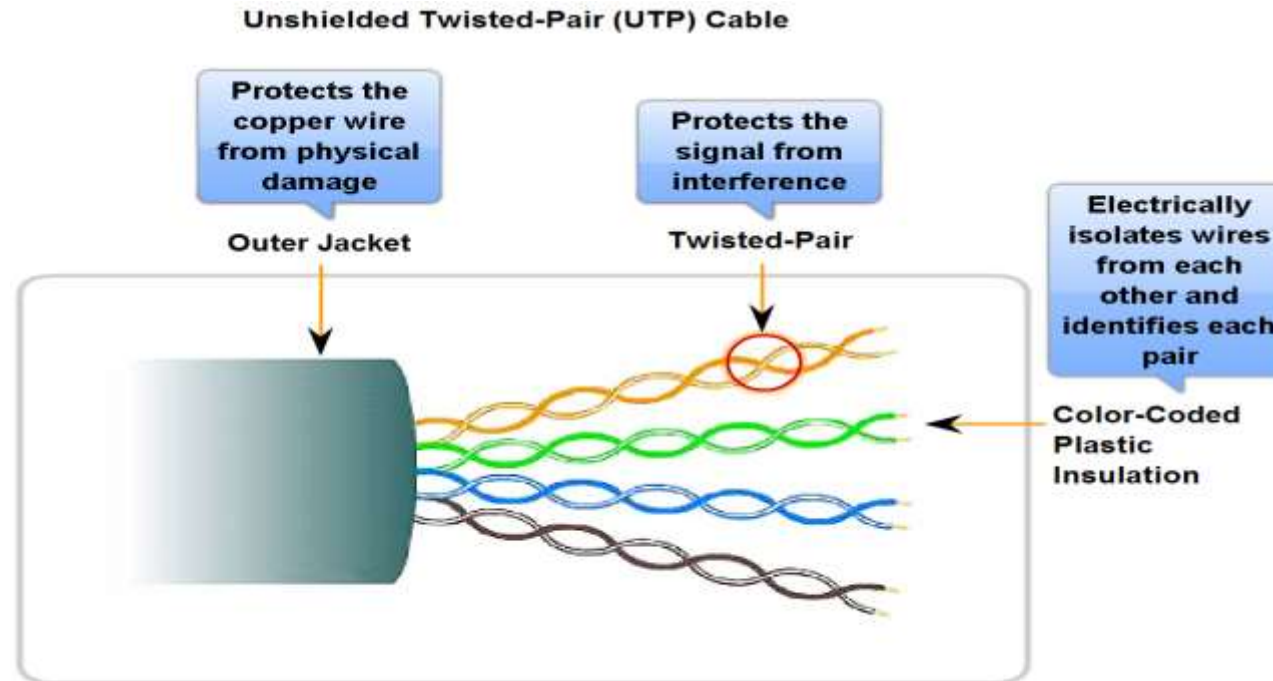 Unshielded Twisted-Pair (UTP) Cable
Protects the
copper wire
from physical
damage
Outer Jacket
Protects the
signal from
interference
Twisted-Pair
Electrically
isolates wires
from each
other and
identifies each
pair
Color-Coded
Plastic
Insulation